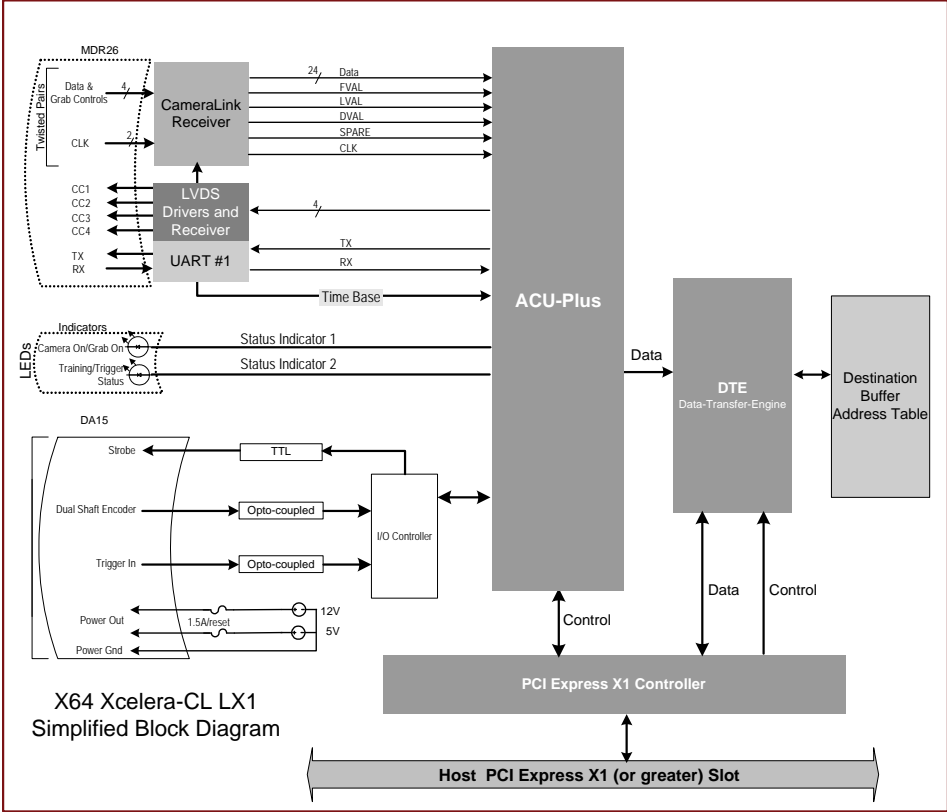 MDR26
Twisted Pairs
Data &
Grab Controls
4
CLK
2
CameraLink
Receiver
24
Data
FVAL
LVAL
DVAL
SPARE
CLK
CC1
CC2
CC3
CC4
LVDS
Drivers and
Receiver
4
TX
RX
UART #1
TX
RX
Time Base
ACU-Plus
LEDs
Indicators
Camera On/Grab On
Training/Trigger
Status
Status Indicator 1
Status Indicator 2
Data
DTE
Data-Transfer-Engine
Destination
Buffer
Address Table
DA15
Strobe
TTL
Dual Shaft Encoder
Opto-coupled
I/O Controller
Trigger In
Opto-coupled
Power Out
1.5A/reset
12V
5V
Power Gnd
Control
Data
Control
PCI Express X1 Controller
X64 Xcelera-CL LX1
Simplified Block Diagram
Host PCI Express X1 (or greater) Slot